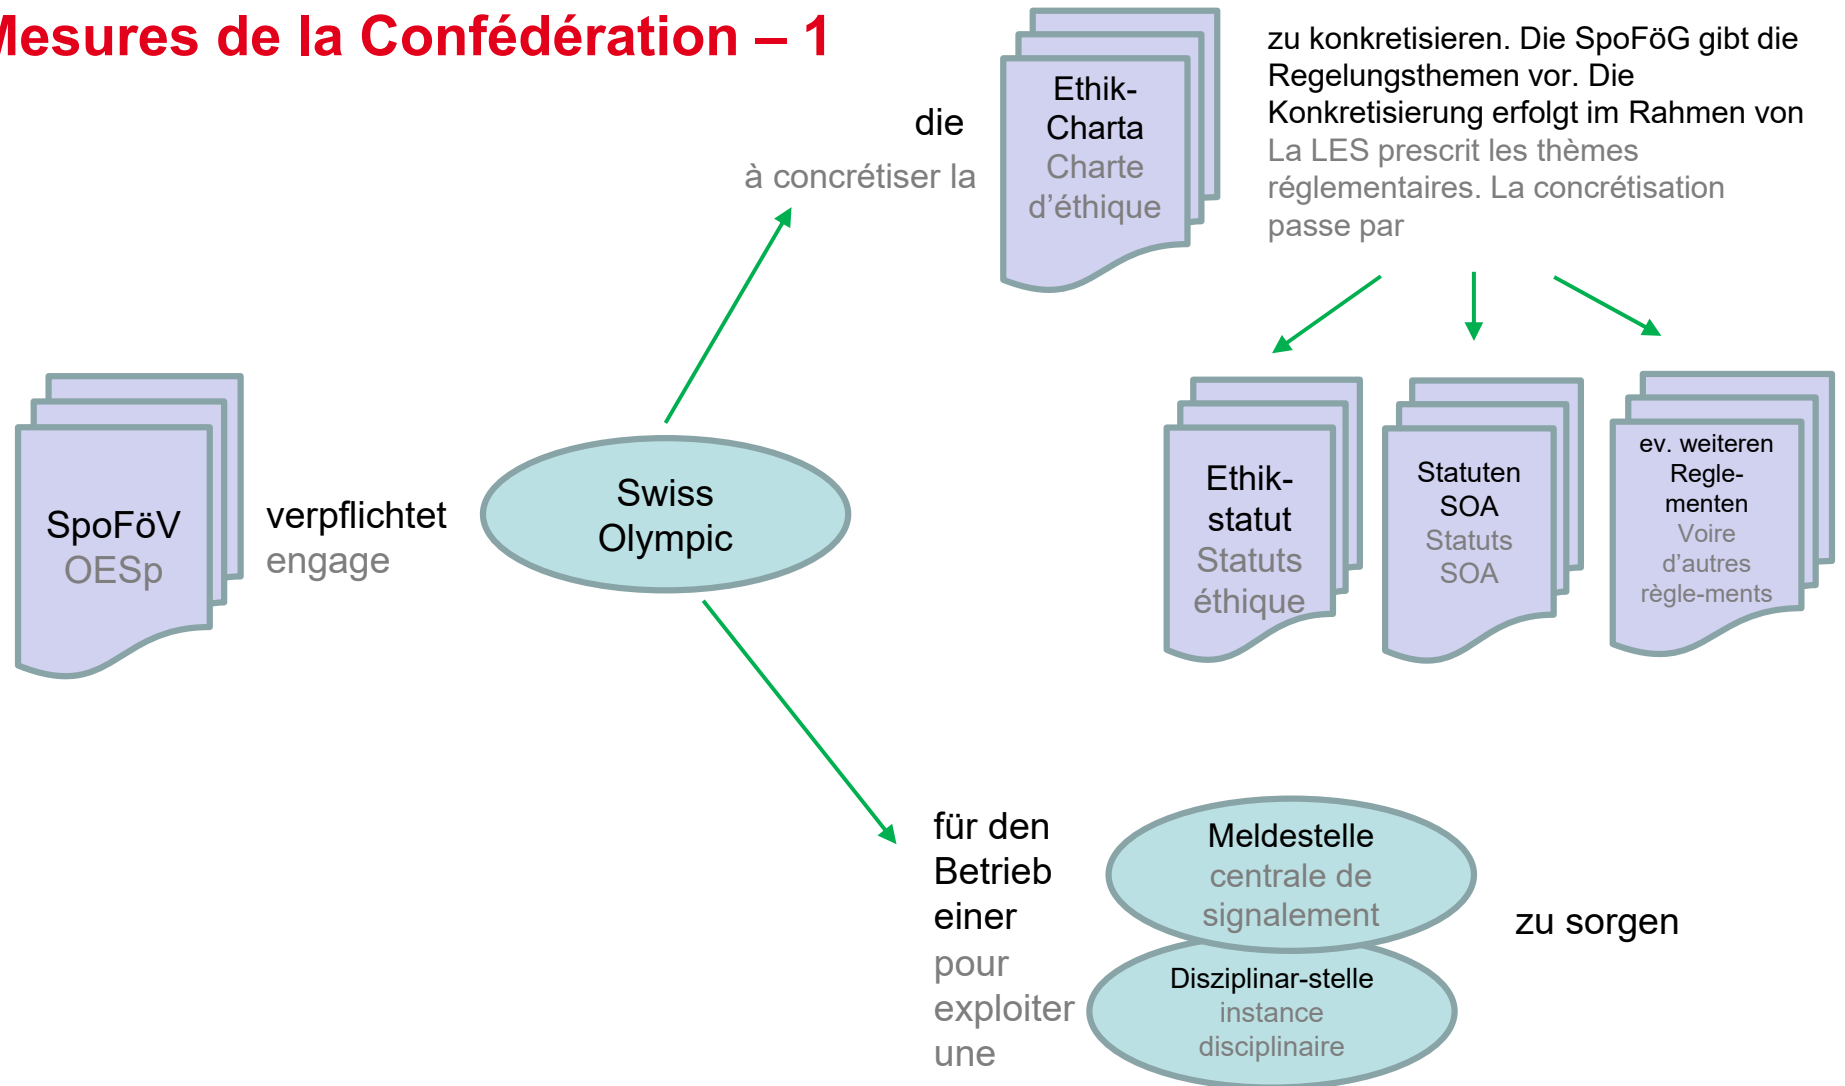 Mesures de la Confédération – 1
die
à concrétiser la
Ethik-
Charta
Charte
d'éthique
zu konkretisieren. Die SpoFöG gibt die
Regelungsthemen vor. Die
Konkretisierung erfolgt im Rahmen von
La LES prescrit les thèmes
réglementaires. La concrétisation
passe par
SpoFöV
OESp
verpflichtet
engage
Swiss
Olympic
Ethik-
statut
Statuts
éthique
Statuten
SOA
Statuts
SOA
ev. weiteren
Regle-
menten
Voire
d'autres
règle-ments
für den
Betrieb
einer
pour
exploiter
une
Meldestelle
centrale de
signalement
Disziplinar-stelle
instance
disciplinaire
zu sorgen